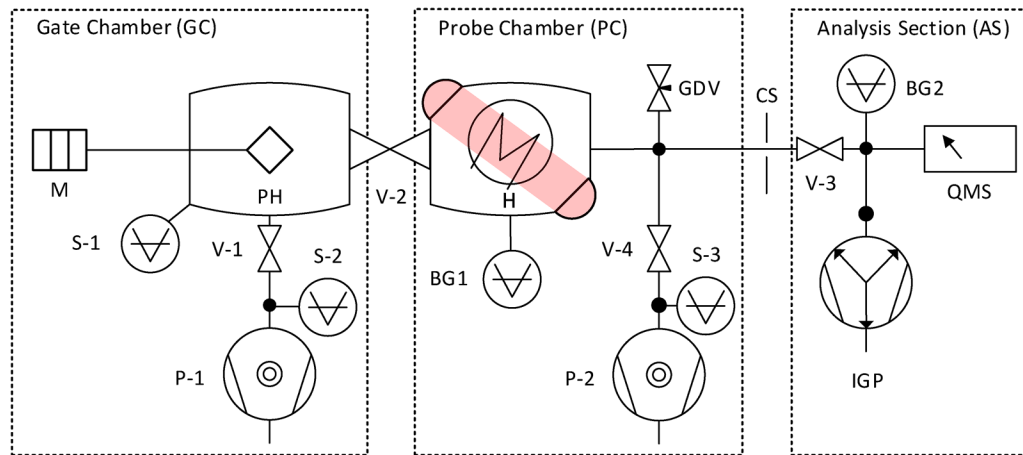 Gate Chamber (GC)
Probe Chamber (PC)
Analysis Section (AS)
GDV
CS
BG2
M
PH
V-2
H
V-3
QMS
S-1
V-1
S-2
BG1
V-4
S-3
P-1
P-2
IGP